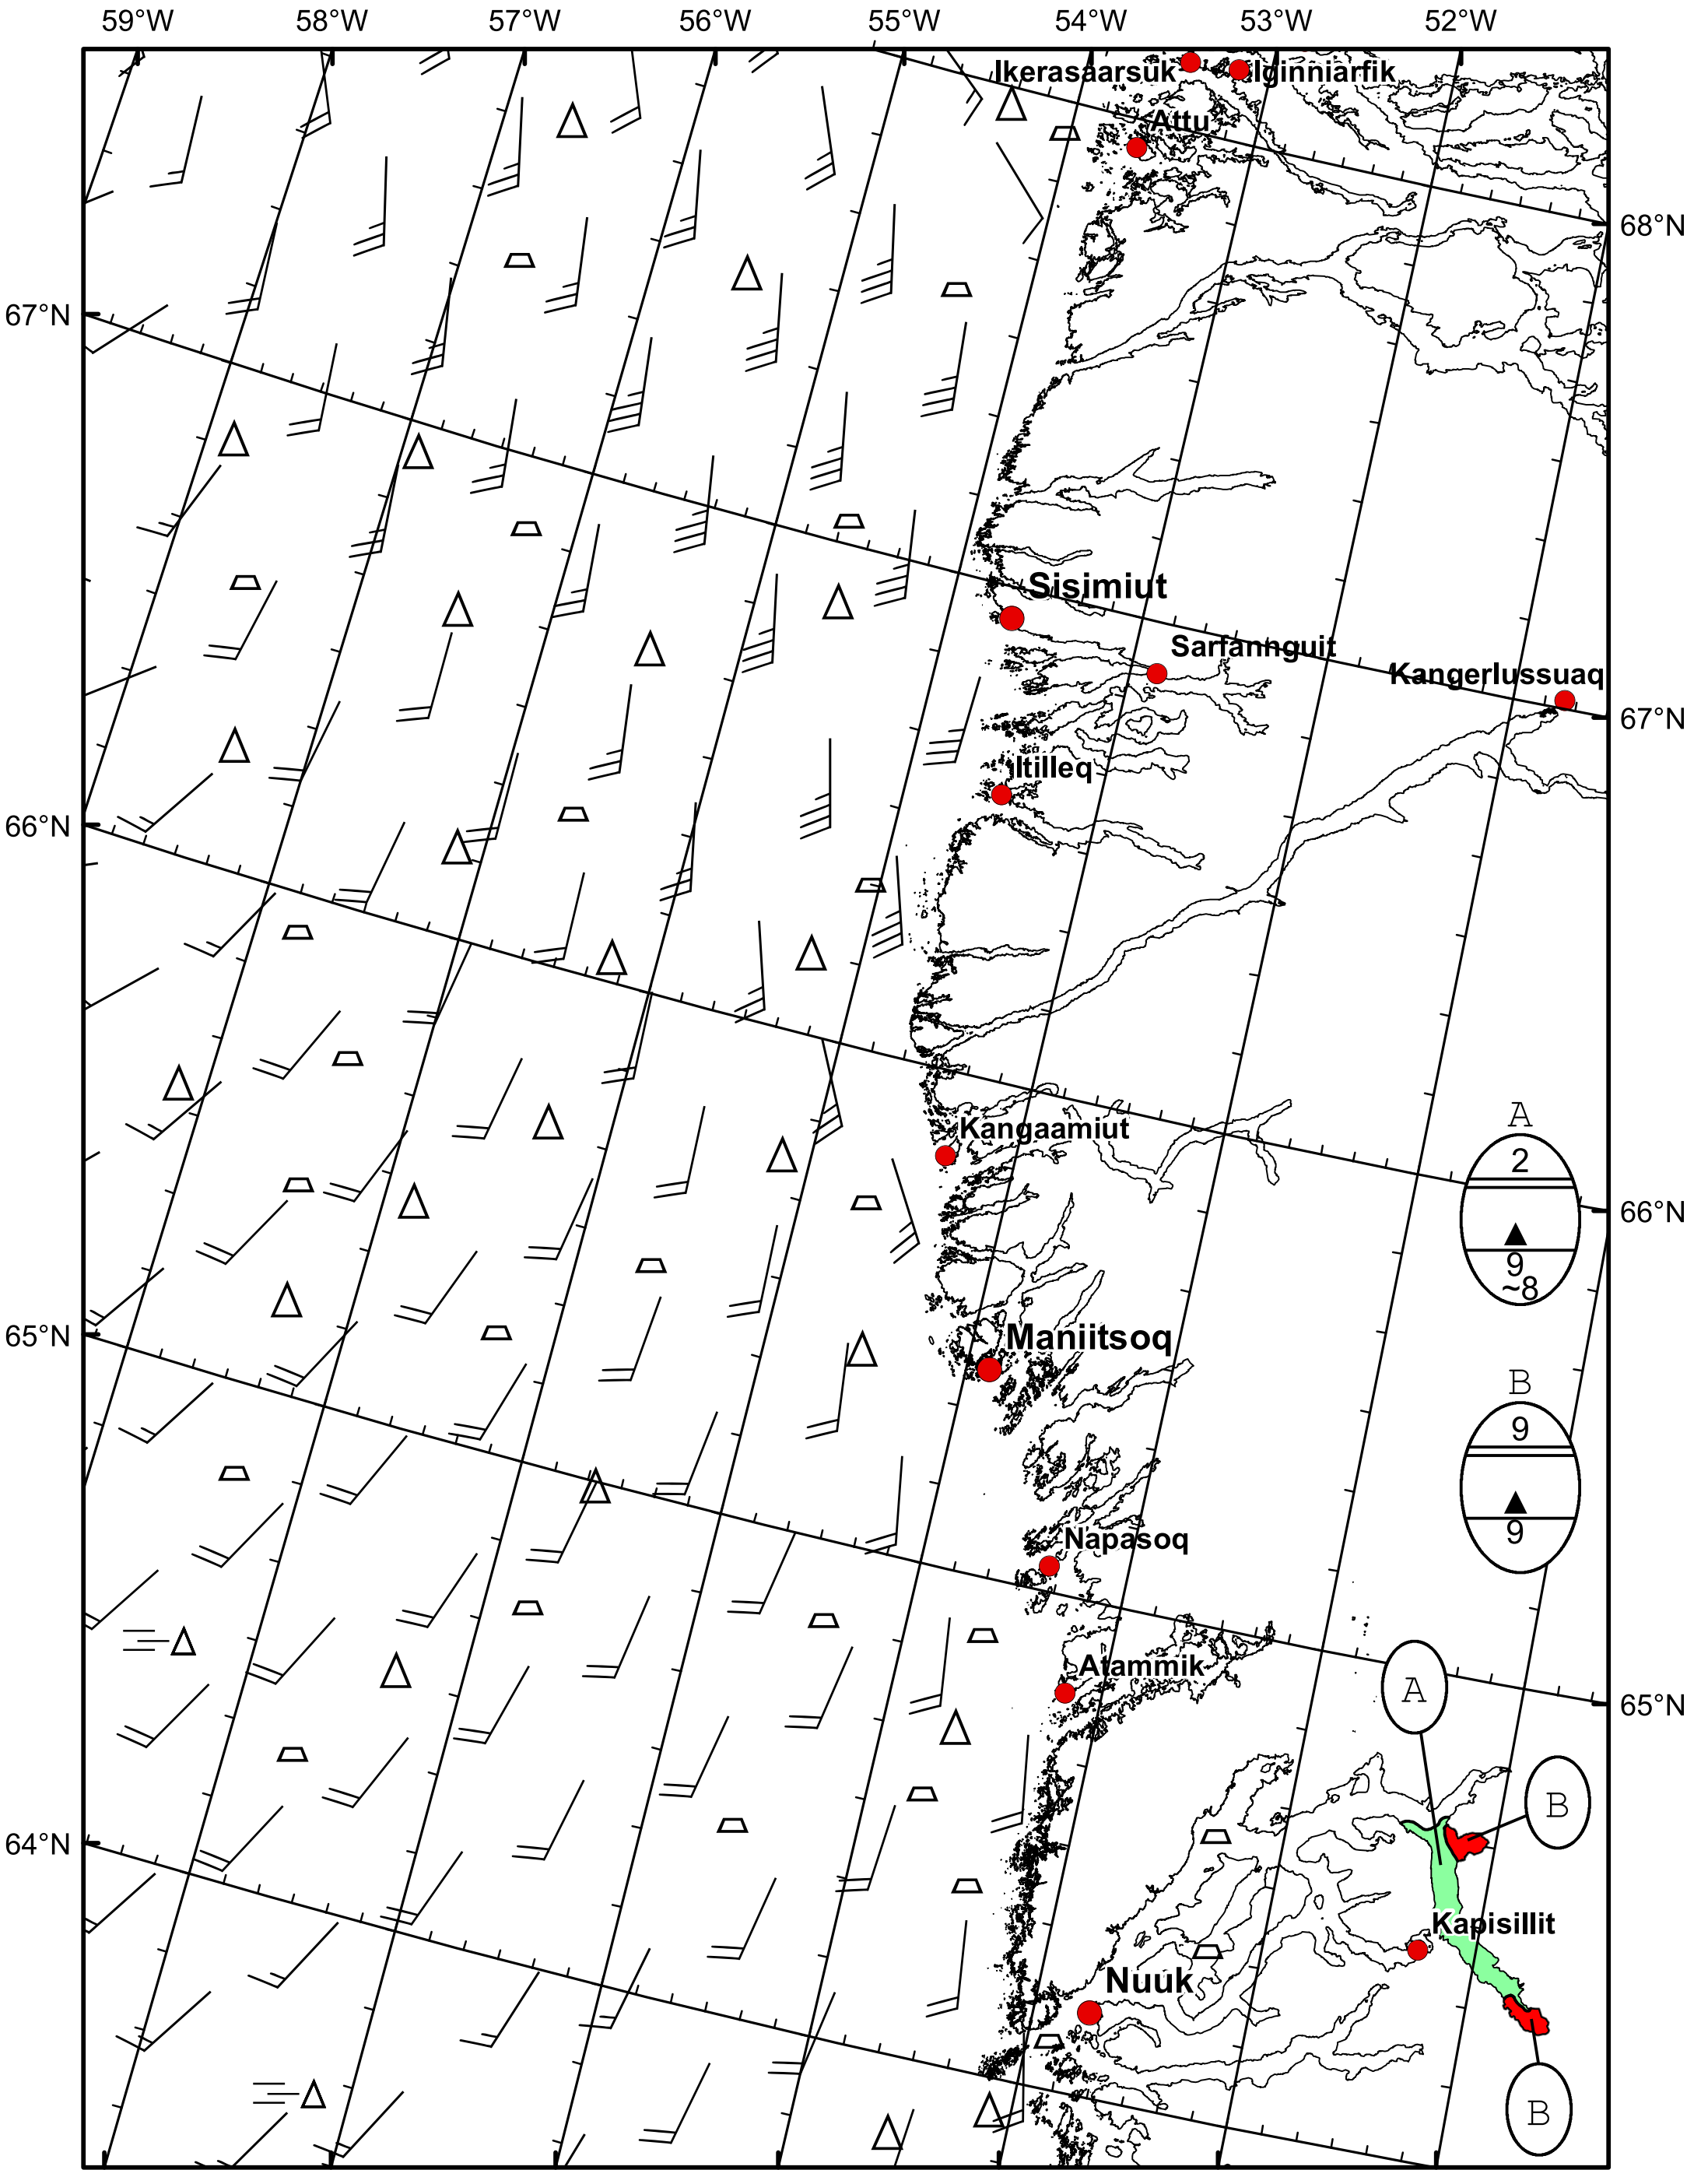 59°W 58°W 57°W 56°W 55°W 54°W 53°W 52°W
Ikerasaarsuk Iginniarfik
Attu
68°N
67°N
Sisimiut
Sarfannguit
Kangerlussuaq
67°N
Itilleq
66°N
A
Kangaamiut
2
66°N
9
~8
65°N
Maniitsoq
B
9
9
Napasoq
Atammik
A
65°N
B
64°N
Kapisillit
Nuuk
B